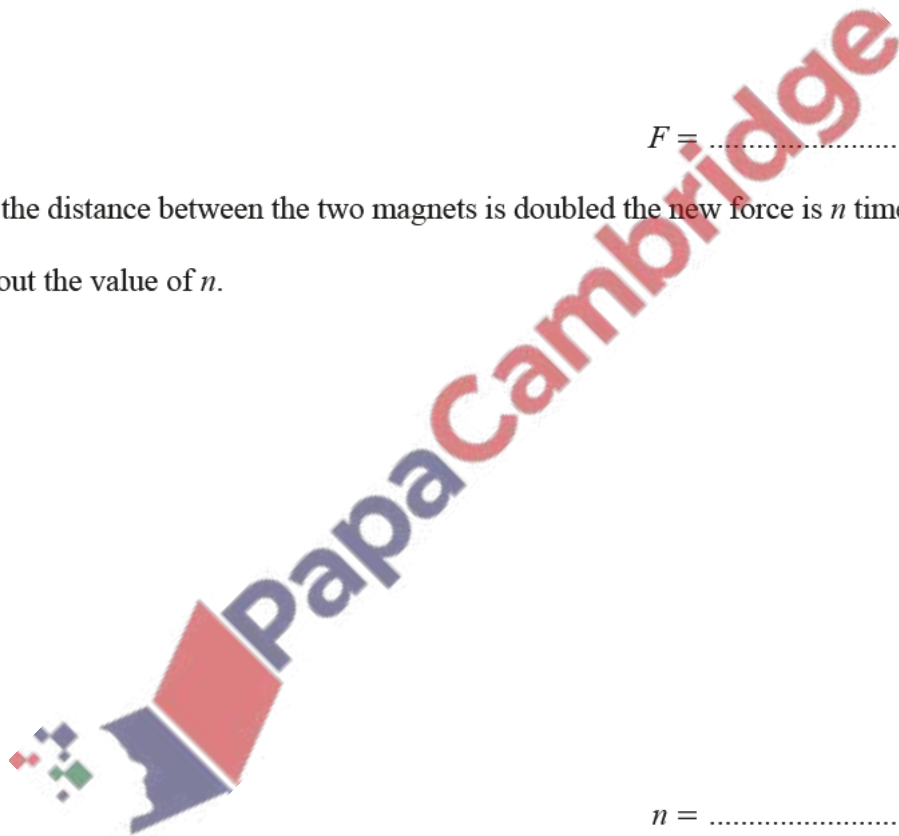 F = ........................
the distance between the two magnets is doubled the new force is n time
out the value of n.
PapaCambridge
n = ........................